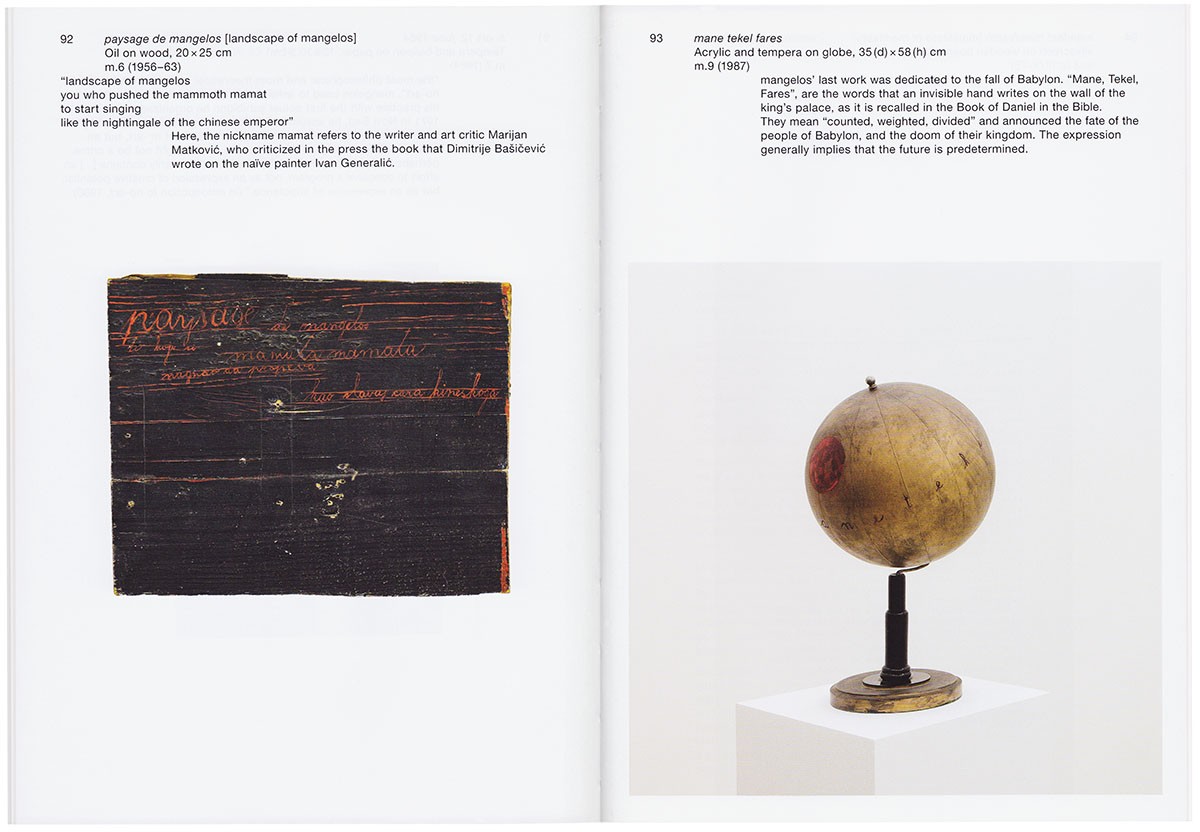 92 paysage de mangelos [landscape of mangelos]
Oil on wood, 20 × 25 cm
m.6 (1956–63)
“landscape of mangelos
you who pushed the mammoth mamat
to start singing
like the nightingale of the chinese emperor”
Here, the nickname mamat refers to the writer and art critic Marijan
Matković, who criticized in the press the book that Dimitrije Bašičević
wrote on the naïve painter Ivan Generalić.
paysage de mangelos
mamuta mamata
nagnao da propeva
kao slavuj cara kineskoga
93 mane tekel fares
Acrylic and tempera on globe, 35 (d) × 58 (h) cm
m.9 (1987)
mangelos’ last work was dedicated to the fall of Babylon. “Mane, Tekel,
Fares”, are the words that an invisible hand writes on the wall of the
king’s palace, as it is recalled in the Book of Daniel in the Bible.
They mean “counted, weighted, divided” and announced the fate of the
people of Babylon, and the doom of their kingdom. The expression
generally implies that the future is predetermined.
a n e t e k